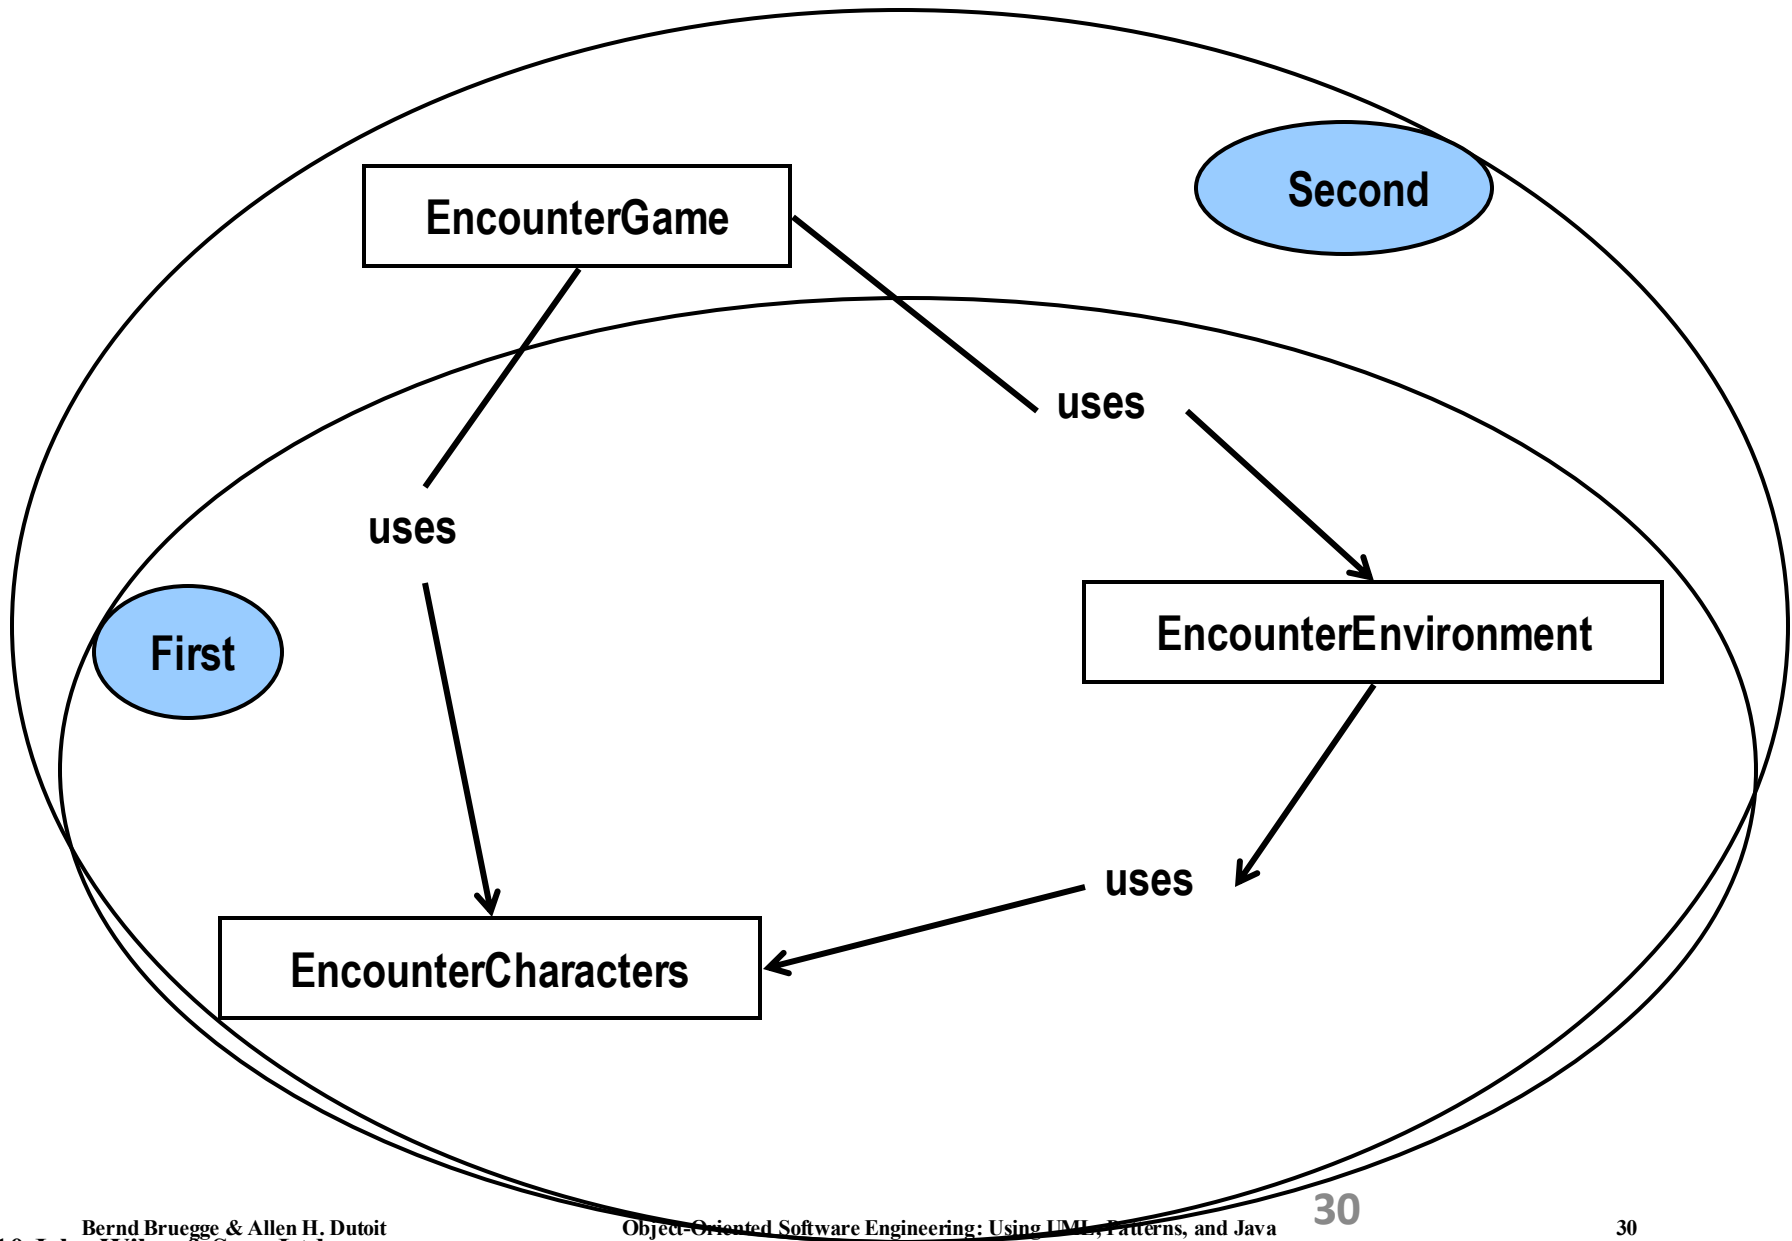 Second
EncounterGame
uses
uses
First
EncounterEnvironment
uses
EncounterCharacters
30
Bernd Bruegge & Allen H. Dutoit
Object-Oriented Software Engineering: Using UML, Patterns, and Java
30